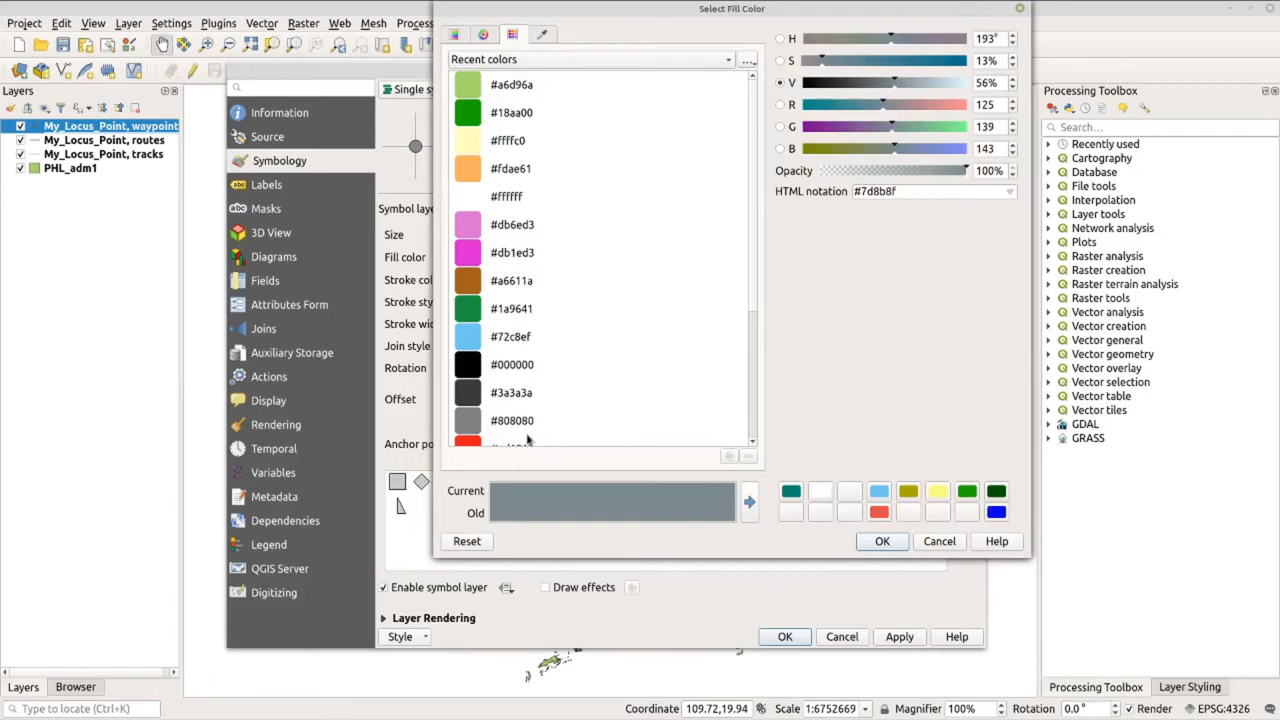 Select Fill Color
Project Edit View Layer Settings Plugins Vector Raster Web Mesh Proces
Layers
My_Locus_Point, waypoint
My_Locus_Point, routes
My_Locus_Point, tracks
PHL_adm1
Information
Source
Symbology
Labels
Masks
3D View
Diagrams
Fields
Attributes Form
Joins
Auxiliary Storage
Actions
Display
Rendering
Temporal
Variables
Metadata
Dependencies
Legend
QGIS Server
Digitizing
Single sy
Symbol laye
Size
Fill color
Stroke col
Stroke sty
Stroke wid
Join style
Rotation
Offset
Anchor po
Enable symbol layer
Draw effects
Layer Rendering
Style
OK
Cancel
Apply
Help
Recent colors
...
#a6d96a
#18aa00
#ffffc0
#fdae61
#ffffff
#db6ed3
#db1ed3
#a6611a
#1a9641
#72c8ef
#000000
#3a3a3a
#808080
Current
Old
Reset
H 193°
S 13%
V 56%
R 125
G 139
B 143
Opacity 100%
HTML notation #7d8b8f
OK
Cancel
Help
Processing Toolbox
Search...
Recently used
Cartography
Database
File tools
Interpolation
Layer tools
Network analysis
Plots
Raster analysis
Raster creation
Raster terrain analysis
Raster tools
Vector analysis
Vector creation
Vector general
Vector geometry
Vector overlay
Vector selection
Vector table
Vector tiles
GDAL
GRASS
Layers
Browser
Processing Toolbox
Layer Styling
Type to locate (Ctrl+K)
Coordinate 109.72,19.94 Scale 1:6752669 Magnifier 100% Rotation 0.0° Render EPSG:4326